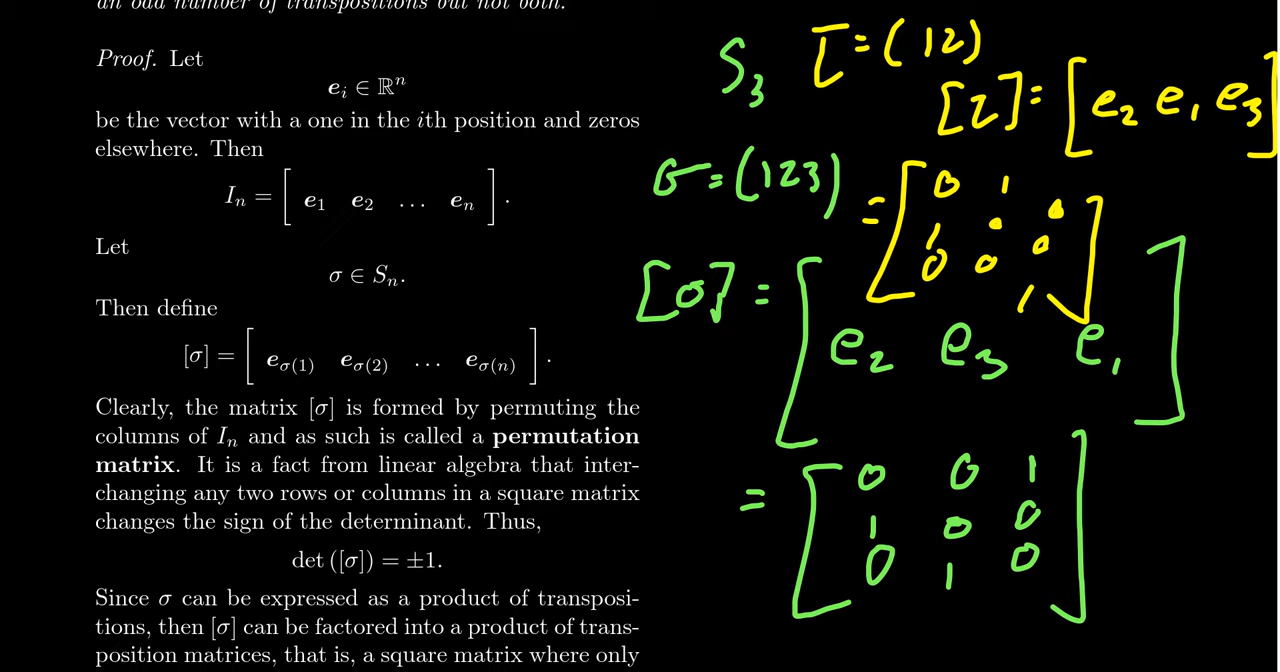 an odd number of transpositions but not both.
Proof. Let
e_i ∈ ℝ^n
be the vector with a one in the ith position and zeros
elsewhere. Then
I_n = [ e_1 e_2 … e_n ] .
Let
σ ∈ S_n.
Then define
[σ] = [ e_σ(1) e_σ(2) … e_σ(n) ] .
Clearly, the matrix [σ] is formed by permuting the
columns of I_n and as such is called a permutation
matrix. It is a fact from linear algebra that inter-
changing any two rows or columns in a square matrix
changes the sign of the determinant. Thus,
det ([σ]) = ±1.
Since σ can be expressed as a product of transposi-
tions, then [σ] can be factored into a product of trans-
position matrices, that is, a square matrix where only
S_3 τ = (12)
[τ] = [ e_2 e_1 e_3 ]
σ = (123)
= [ 0 1 0
1 0 0
0 0 1 ]
[σ] = [ e_2 e_3 e_1 ]
= [ 0 0 1
1 0 0
0 1 0 ]